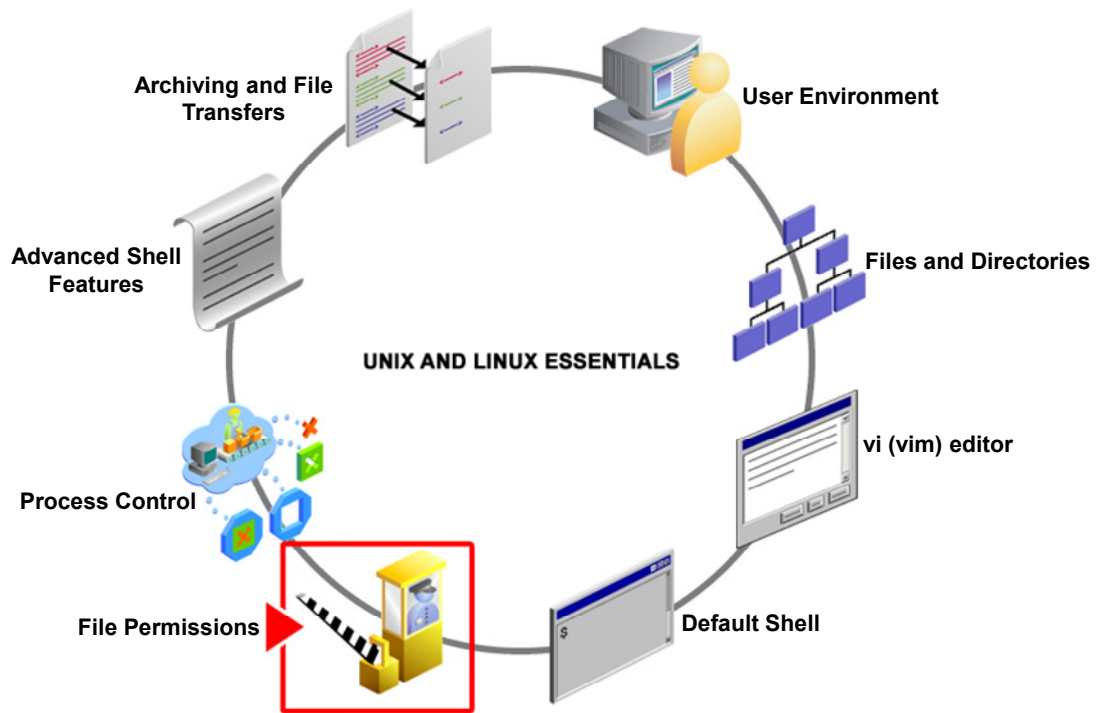 Archiving and File
Transfers
User Environment
Advanced Shell
Features
Files and Directories
UNIX AND LINUX ESSENTIALS
vi (vim) editor
Process Control
File Permissions
Default Shell
$